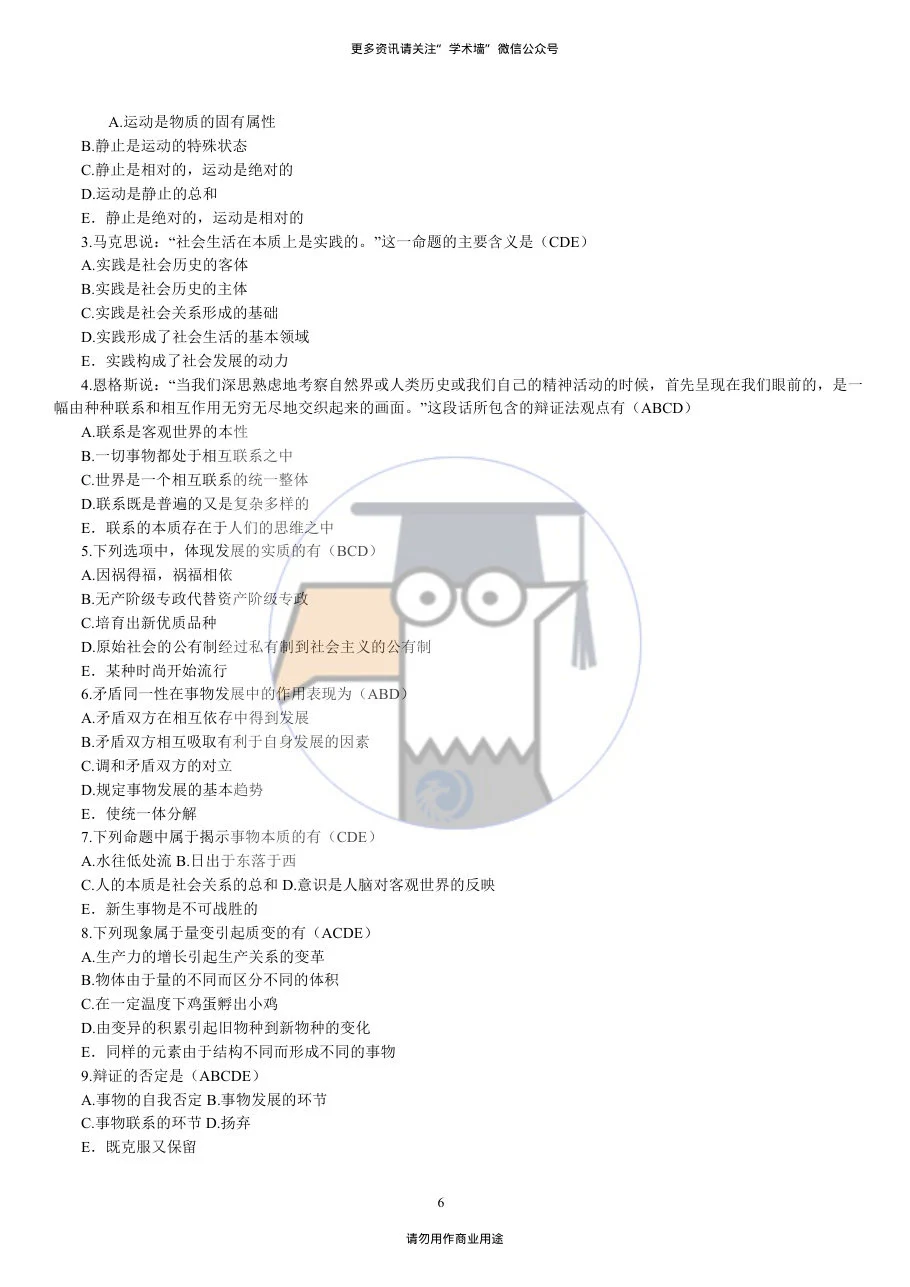 更多资讯请关注“学术墙”微信公众号
A.运动是物质的固有属性
B.静止是运动的特殊状态
C.静止是相对的，运动是绝对的
D.运动是静止的总和
E．静止是绝对的，运动是相对的
3.马克思说：“社会生活在本质上是实践的。”这一命题的主要含义是（CDE）
A.实践是社会历史的客体
B.实践是社会历史的主体
C.实践是社会关系形成的基础
D.实践形成了社会生活的基本领域
E．实践构成了社会发展的动力
4.恩格斯说：“当我们深思熟虑地考察自然界或人类历史或我们自己的精神活动的时候，首先呈现在我们眼前的，是一
幅由种种联系和相互作用无穷无尽地交织起来的画面。”这段话所包含的辩证法观点有（ABCD）
A.联系是客观世界的本性
B.一切事物都处于相互联系之中
C.世界是一个相互联系的统一整体
D.联系既是普遍的又是复杂多样的
E．联系的本质存在于人们的思维之中
5.下列选项中，体现发展的实质的有（BCD）
A.因祸得福，祸福相依
B.无产阶级专政代替资产阶级专政
C.培育出新优质品种
D.原始社会的公有制经过私有制到社会主义的公有制
E．某种时尚开始流行
6.矛盾同一性在事物发展中的作用表现为（ABD）
A.矛盾双方在相互依存中得到发展
B.矛盾双方相互吸取有利于自身发展的因素
C.调和矛盾双方的对立
D.规定事物发展的基本趋势
E．使统一体分解
7.下列命题中属于揭示事物本质的有（CDE）
A.水往低处流 B.日出于东落于西
C.人的本质是社会关系的总和 D.意识是人脑对客观世界的反映
E．新生事物是不可战胜的
8.下列现象属于量变引起质变的有（ACDE）
A.生产力的增长引起生产关系的变革
B.物体由于量的不同而区分不同的体积
C.在一定温度下鸡蛋孵出小鸡
D.由变异的积累引起旧物种到新物种的变化
E．同样的元素由于结构不同而形成不同的事物
9.辩证的否定是（ABCDE）
A.事物的自我否定 B.事物发展的环节
C.事物联系的环节 D.扬弃
E．既克服又保留
6
请勿用作商业用途